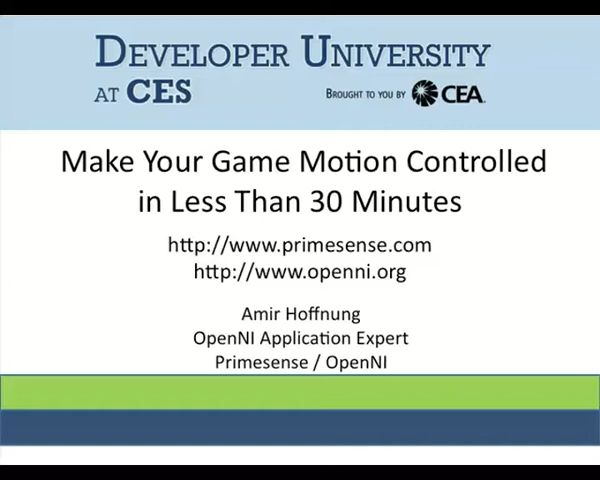 DEVELOPER UNIVERSITY
AT CES
BROUGHT TO YOU BY CEA
Make Your Game Motion Controlled
in Less Than 30 Minutes
http://www.primesense.com
http://www.openni.org
Amir Hoffnung
OpenNI Application Expert
Primesense / OpenNI